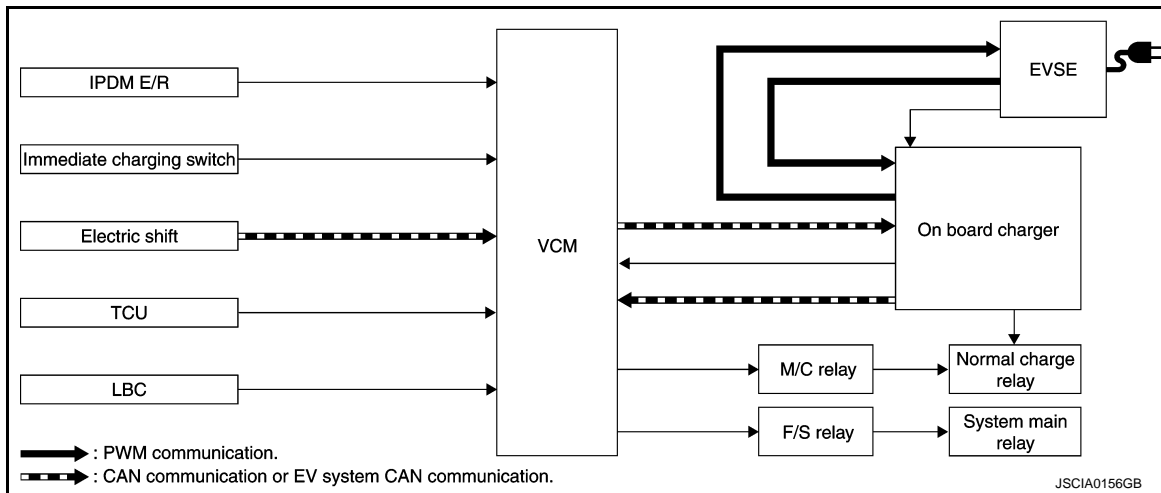 IPDM E/R
Immediate charging switch
Electric shift
TCU
LBC
VCM
EVSE
On board charger
M/C relay
Normal charge
relay
F/S relay
System main
relay
: PWM communication.
: CAN communication or EV system CAN communication.
JSCIA0156GB